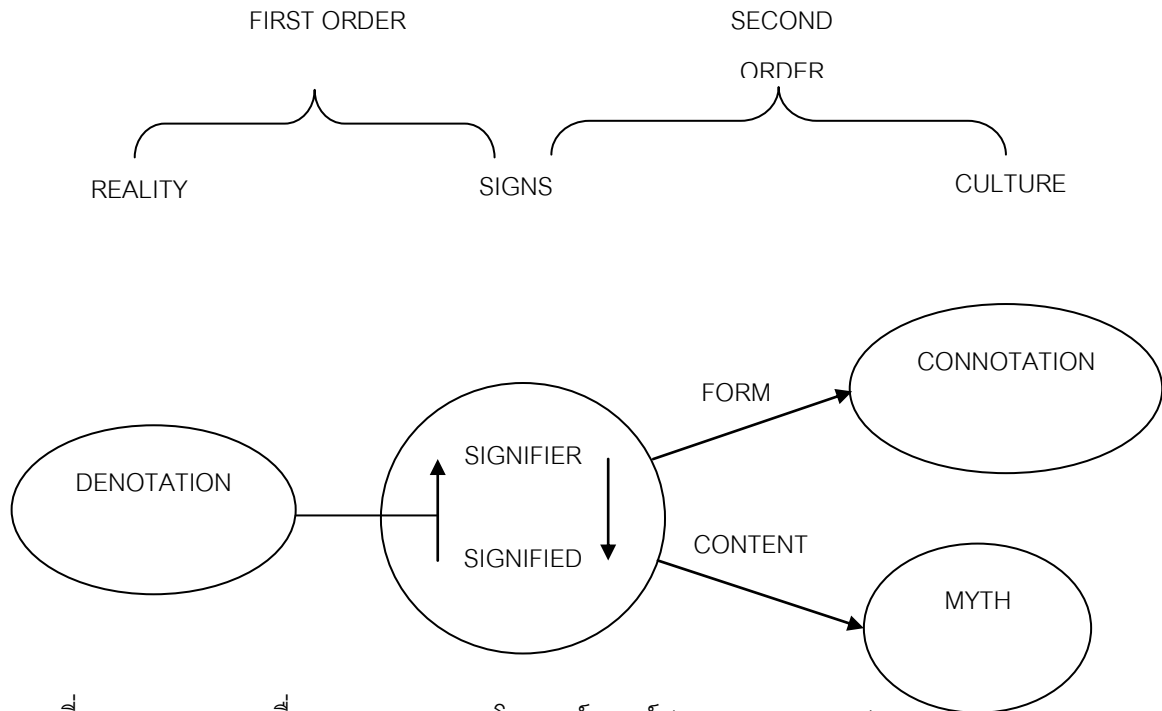 FIRST ORDER
SECOND
ORDER
REALITY
SIGNS
CULTURE
CONNOTATION
FORM
SIGNIFIER
DENOTATION
SIGNIFIED
CONTENT
MYTH